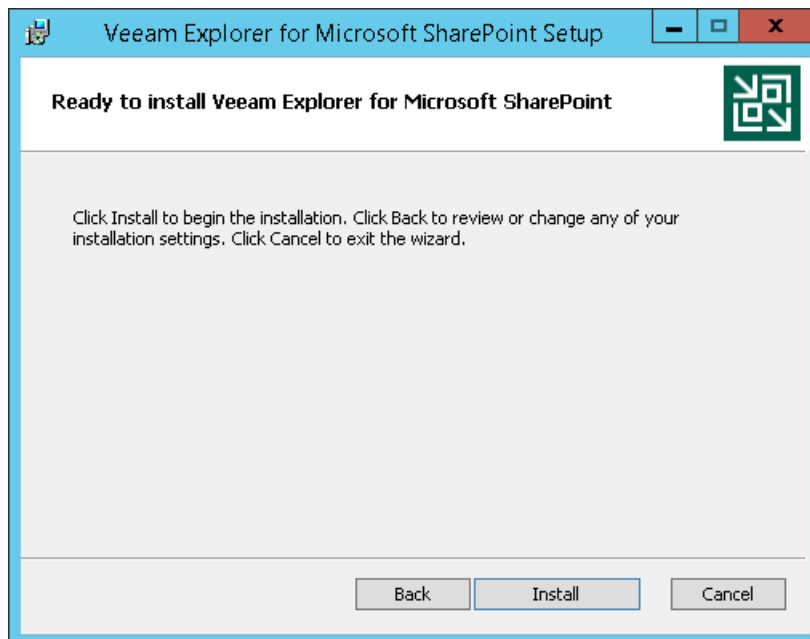 Veeam Explorer for Microsoft SharePoint Setup
Ready to install Veeam Explorer for Microsoft SharePoint
Click Install to begin the installation. Click Back to review or change any of your
installation settings. Click Cancel to exit the wizard.
Back Install Cancel